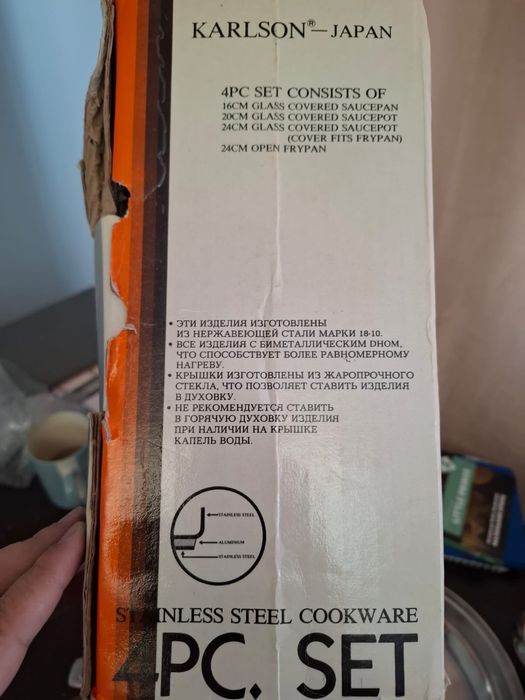 KARLSON®—JAPAN
4PC SET CONSISTS OF
16CM GLASS COVERED SAUCEPAN
20CM GLASS COVERED SAUCEPOT
24CM GLASS COVERED SAUCEPOT
(COVER FITS FRYPAN)
24CM OPEN FRYPAN
• ЭТИ ИЗДЕЛИЯ ИЗГОТОВЛЕНЫ
ИЗ НЕРЖАВЕЮЩЕЙ СТАЛИ МАРКИ 18-10.
• ВСЕ ИЗДЕЛИЯ С БИМЕТАЛЛИЧЕСКИМ DHOM,
ЧТО СПОСОБСТВУЕТ БОЛЕЕ РАВНОМЕРНОМУ
НАГРЕВУ.
• КРЫШКИ ИЗГОТОВЛЕНЫ ИЗ ЖАРОПРОЧНОГО
СТЕКЛА, ЧТО ПОЗВОЛЯЕТ СТАВИТЬ ИЗДЕЛИЯ
В ДУХОВКУ.
• НЕ РЕКОМЕНДУЕТСЯ СТАВИТЬ
В ГОРЯЧУЮ ДУХОВКУ ИЗДЕЛИЯ
ПРИ НАЛИЧИИ НА КРЫШКЕ
КАПЕЛЬ ВОДЫ.
STAINLESS STEEL
ALUMINIUM
STAINLESS STEEL
STAINLESS STEEL COOKWARE
4PC. SET